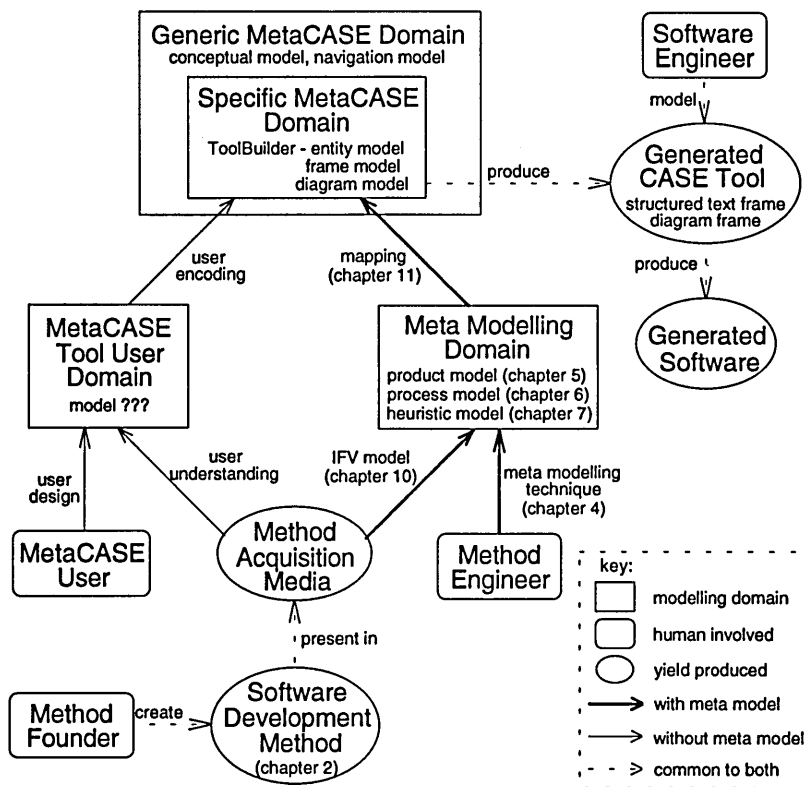 Generic MetaCASE Domain
conceptual model, navigation model
Specific MetaCASE
Domain
ToolBuilder - entity model
frame model
diagram model
Software
Engineer
model
produce
Generated
CASE Tool
structured text frame
diagram frame
produce
Generated
Software
user
encoding
mapping
(chapter 11)
MetaCASE
Tool User
Domain
model ???
Meta Modelling
Domain
product model (chapter 5)
process model (chapter 6)
heuristic model (chapter 7)
user
design
user
understanding
IFV model
(chapter 10)
meta modelling
technique
(chapter 4)
MetaCASE
User
Method
Acquisition
Media
Method
Engineer
present in
Method
Founder
create
Software
Development
Method
(chapter 2)
key:
modelling domain
human involved
yield produced
with meta model
without meta model
common to both